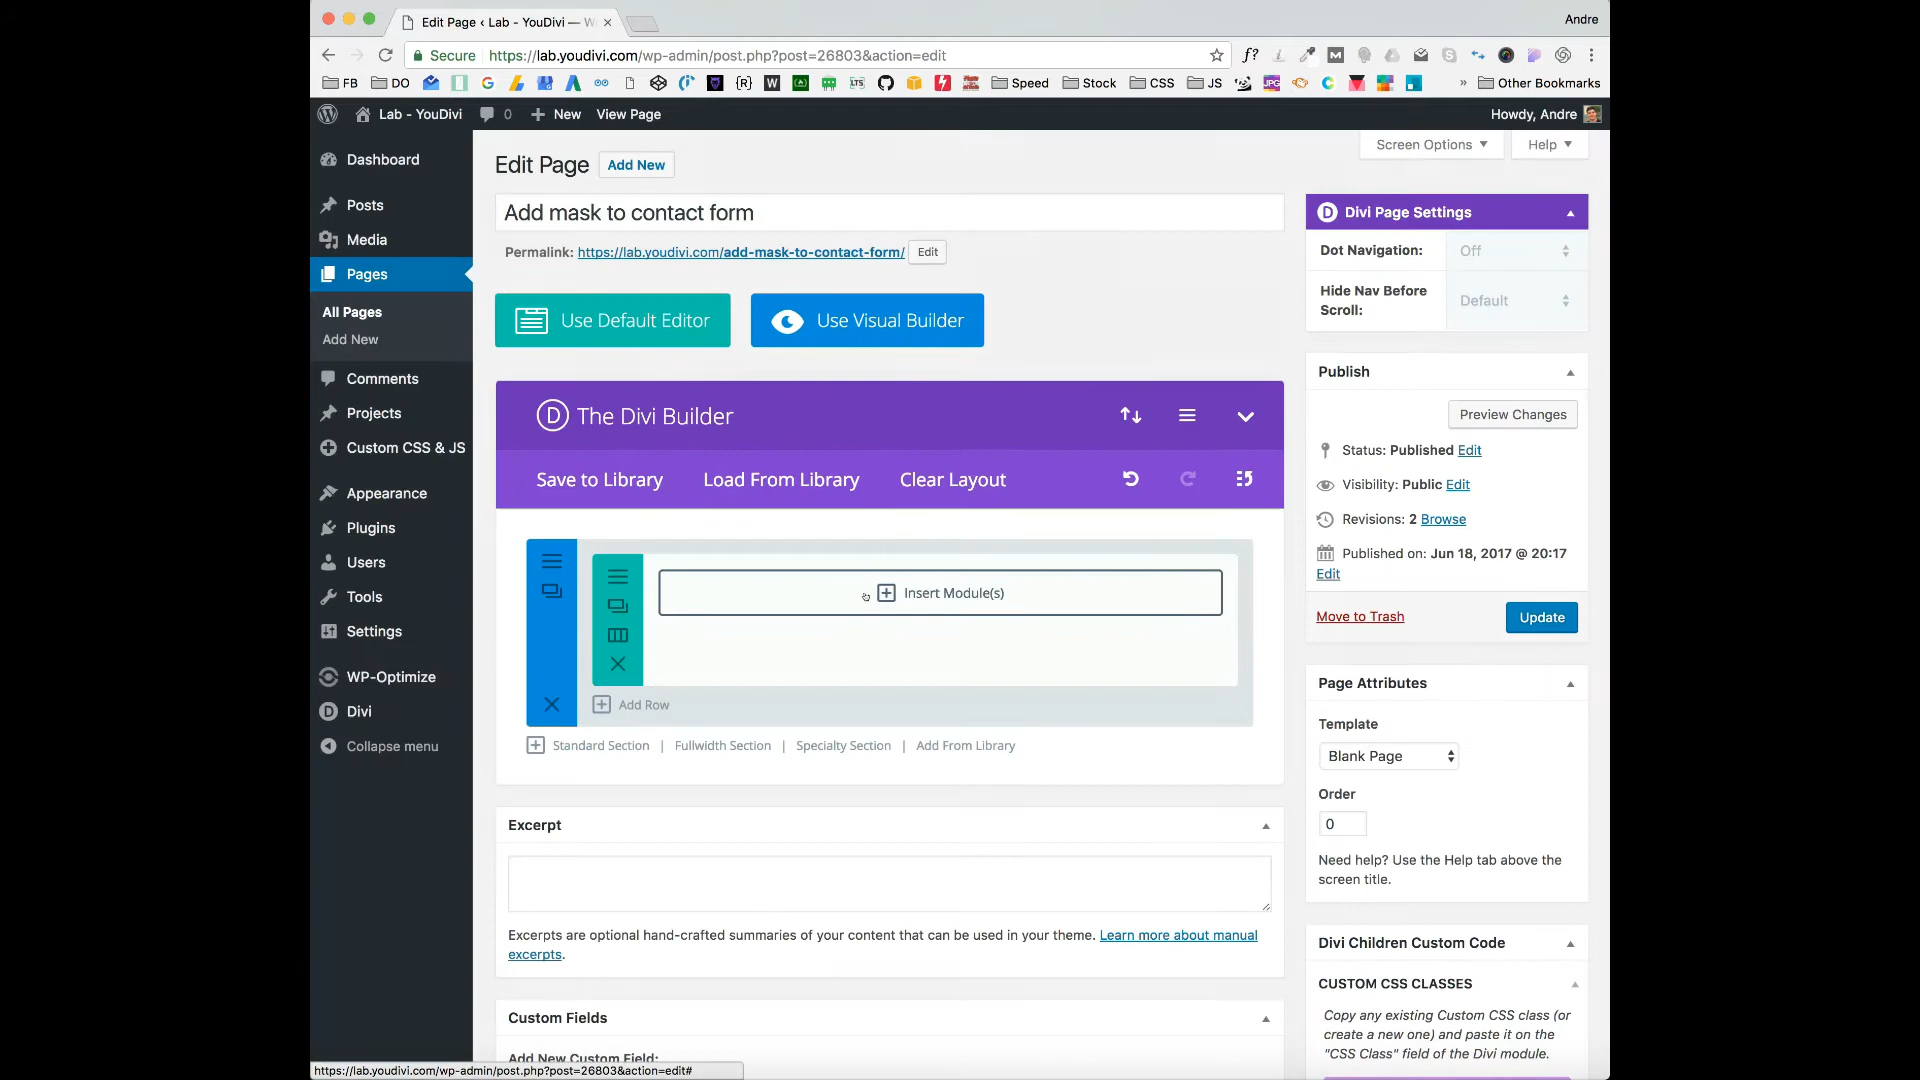 Edit Page ‹ Lab - YouDivi — W
Andre
Secure https://lab.youdivi.com/wp-admin/post.php?post=26803&action=edit
f?
FB
DO
Speed
Stock
CSS
JS
» Other Bookmarks
Lab - YouDivi
0
New
View Page
Howdy, Andre
Screen Options
Help
Dashboard
Posts
Media
Pages
All Pages
Add New
Comments
Projects
Custom CSS & JS
Appearance
Plugins
Users
Tools
Settings
WP-Optimize
Divi
Collapse menu
Edit Page
Add New
Add mask to contact form
Permalink: https://lab.youdivi.com/add-mask-to-contact-form/ Edit
Use Default Editor
Use Visual Builder
The Divi Builder
Save to Library
Load From Library
Clear Layout
Insert Module(s)
Add Row
Standard Section | Fullwidth Section | Specialty Section | Add From Library
Excerpt
Excerpts are optional hand-crafted summaries of your content that can be used in your theme. Learn more about manual
excerpts.
Custom Fields
Add New Custom Field:
Divi Page Settings
Dot Navigation:
Off
Hide Nav Before
Scroll:
Default
Publish
Preview Changes
Status: Published Edit
Visibility: Public Edit
Revisions: 2 Browse
Published on: Jun 18, 2017 @ 20:17
Edit
Move to Trash
Update
Page Attributes
Template
Blank Page
Order
0
Need help? Use the Help tab above the
screen title.
Divi Children Custom Code
CUSTOM CSS CLASSES
Copy any existing Custom CSS class (or
create a new one) and paste it on the
"CSS Class" field of the Divi module.
https://lab.youdivi.com/wp-admin/post.php?post=26803&action=edit#